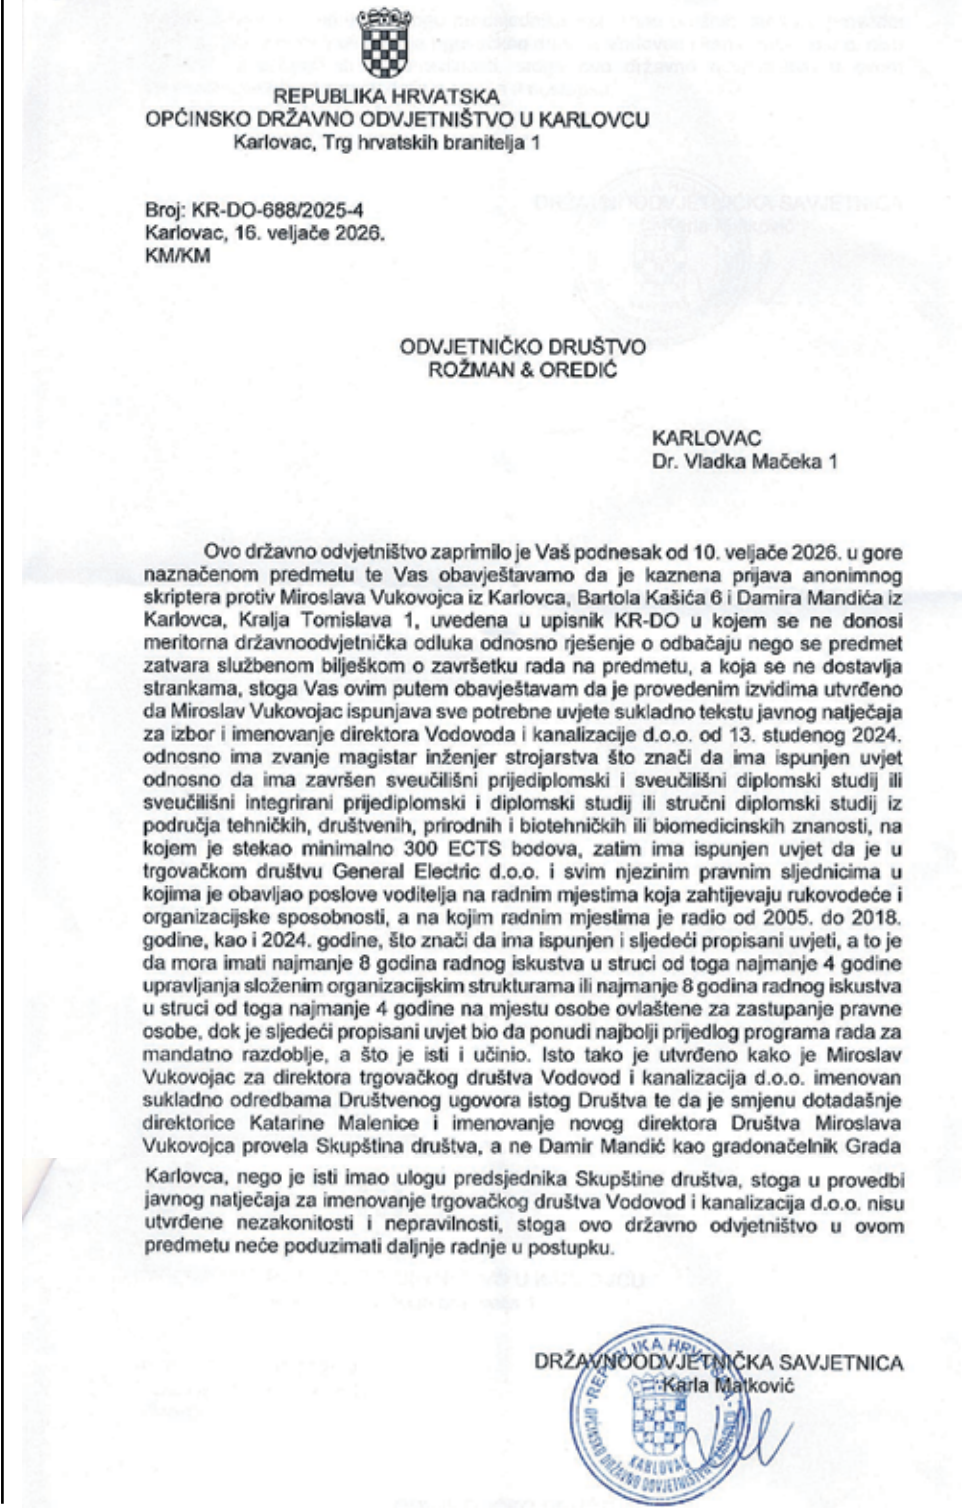 REPUBLIKA HRVATSKA
OPĆINSKO DRŽAVNO ODVJETNIŠTVO U KARLOVCU
Karlovac, Trg hrvatskih branitelja 1
Broj: KR-DO-688/2025-4
Karlovac, 16. veljače 2026.
KM/KM
ODVJETNIČKO DRUŠTVO
ROŽMAN & OREDIĆ
KARLOVAC
Dr. Vladka Mačeka 1
Ovo državno odvjetništvo zaprimilo je Vaš podnesak od 10. veljače 2026. u gore
naznačenom predmetu te Vas obavještavamo da je kaznena prijava anonimnog
skriptera protiv Miroslava Vukovojca iz Karlovca, Bartola Kašića 6 i Damira Mandića iz
Karlovca, Kralja Tomislava 1, uvedena u upisnik KR-DO u kojem se ne donosi
meritorna državnoodvjetnička odluka odnosno rješenje o odbačaju nego se predmet
zatvara službenom bilješkom o završetku rada na predmetu, a koja se ne dostavlja
strankama, stoga Vas ovim putem obavještavam da je provedenim izvidima utvrđeno
da Miroslav Vukovojac ispunjava sve potrebne uvjete sukladno tekstu javnog natječaja
za izbor i imenovanje direktora Vodovoda i kanalizacije d.o.o. od 13. studenog 2024.
odnosno ima zvanje magistar inženjer strojarstva što znači da ima ispunjen uvjet
odnosno da ima završen sveučilišni prijediplomski i sveučilišni diplomski studij ili
sveučilišni integrirani prijediplomski i diplomski studij ili stručni diplomski studij iz
područja tehničkih, društvenih, prirodnih i biotehničkih ili biomedicinskih znanosti, na
kojem je stekao minimalno 300 ECTS bodova, zatim ima ispunjen uvjet da je u
trgovačkom društvu General Electric d.o.o. i svim njezinim pravnim sljednicima u
kojima je obavljao poslove voditelja na radnim mjestima koja zahtijevaju rukovodeće i
organizacijske sposobnosti, a na kojim radnim mjestima je radio od 2005. do 2018.
godine, kao i 2024. godine, što znači da ima ispunjen i sljedeći propisani uvjeti, a to je
da mora imati najmanje 8 godina radnog iskustva u struci od toga najmanje 4 godine
upravljanja složenim organizacijskim strukturama ili najmanje 8 godina radnog iskustva
u struci od toga najmanje 4 godine na mjestu osobe ovlaštene za zastupanje pravne
osobe, dok je sljedeći propisani uvjet bio da ponudi najbolji prijedlog programa rada za
mandatno razdoblje, a što je isti i učinio. Isto tako je utvrđeno kako je Miroslav
Vukovojac za direktora trgovačkog društva Vodovod i kanalizacija d.o.o. imenovan
sukladno odredbama Društvenog ugovora istog Društva te da je smjenu dotadašnje
direktorice Katarine Malenice i imenovanje novog direktora Društva Miroslava
Vukovojca provela Skupština društva, a ne Damir Mandić kao gradonačelnik Grada
Karlovca, nego je isti imao ulogu predsjednika Skupštine društva, stoga u provedbi
javnog natječaja za imenovanje trgovačkog društva Vodovod i kanalizacija d.o.o. nisu
utvrđene nezakonitosti i nepravilnosti, stoga ovo državno odvjetništvo u ovom
predmetu neće poduzimati daljnje radnje u postupku.
DRŽAVNOODVJETNIČKA SAVJETNICA
Karla Matković
REPUBLIKA HRVATSKA
OPĆINSKO DRŽAVNO ODVJETNIŠTVO U KARLOVCU
KARLOVAC